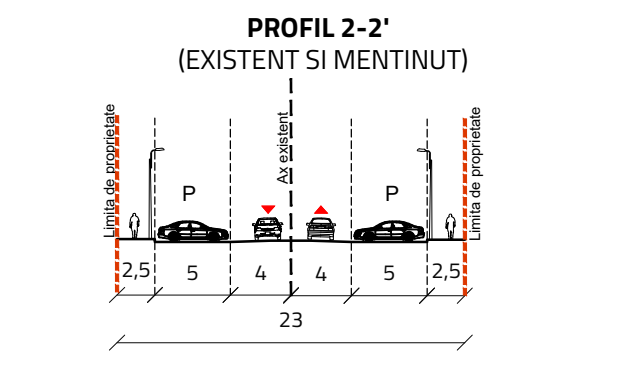 PROFIL 2-2'
(EXISTENT SI MENTINUT)
Limita de proprietate
Ax existent
Limita de proprietate
P
P
2,5
5
4
4
5
2,5
23